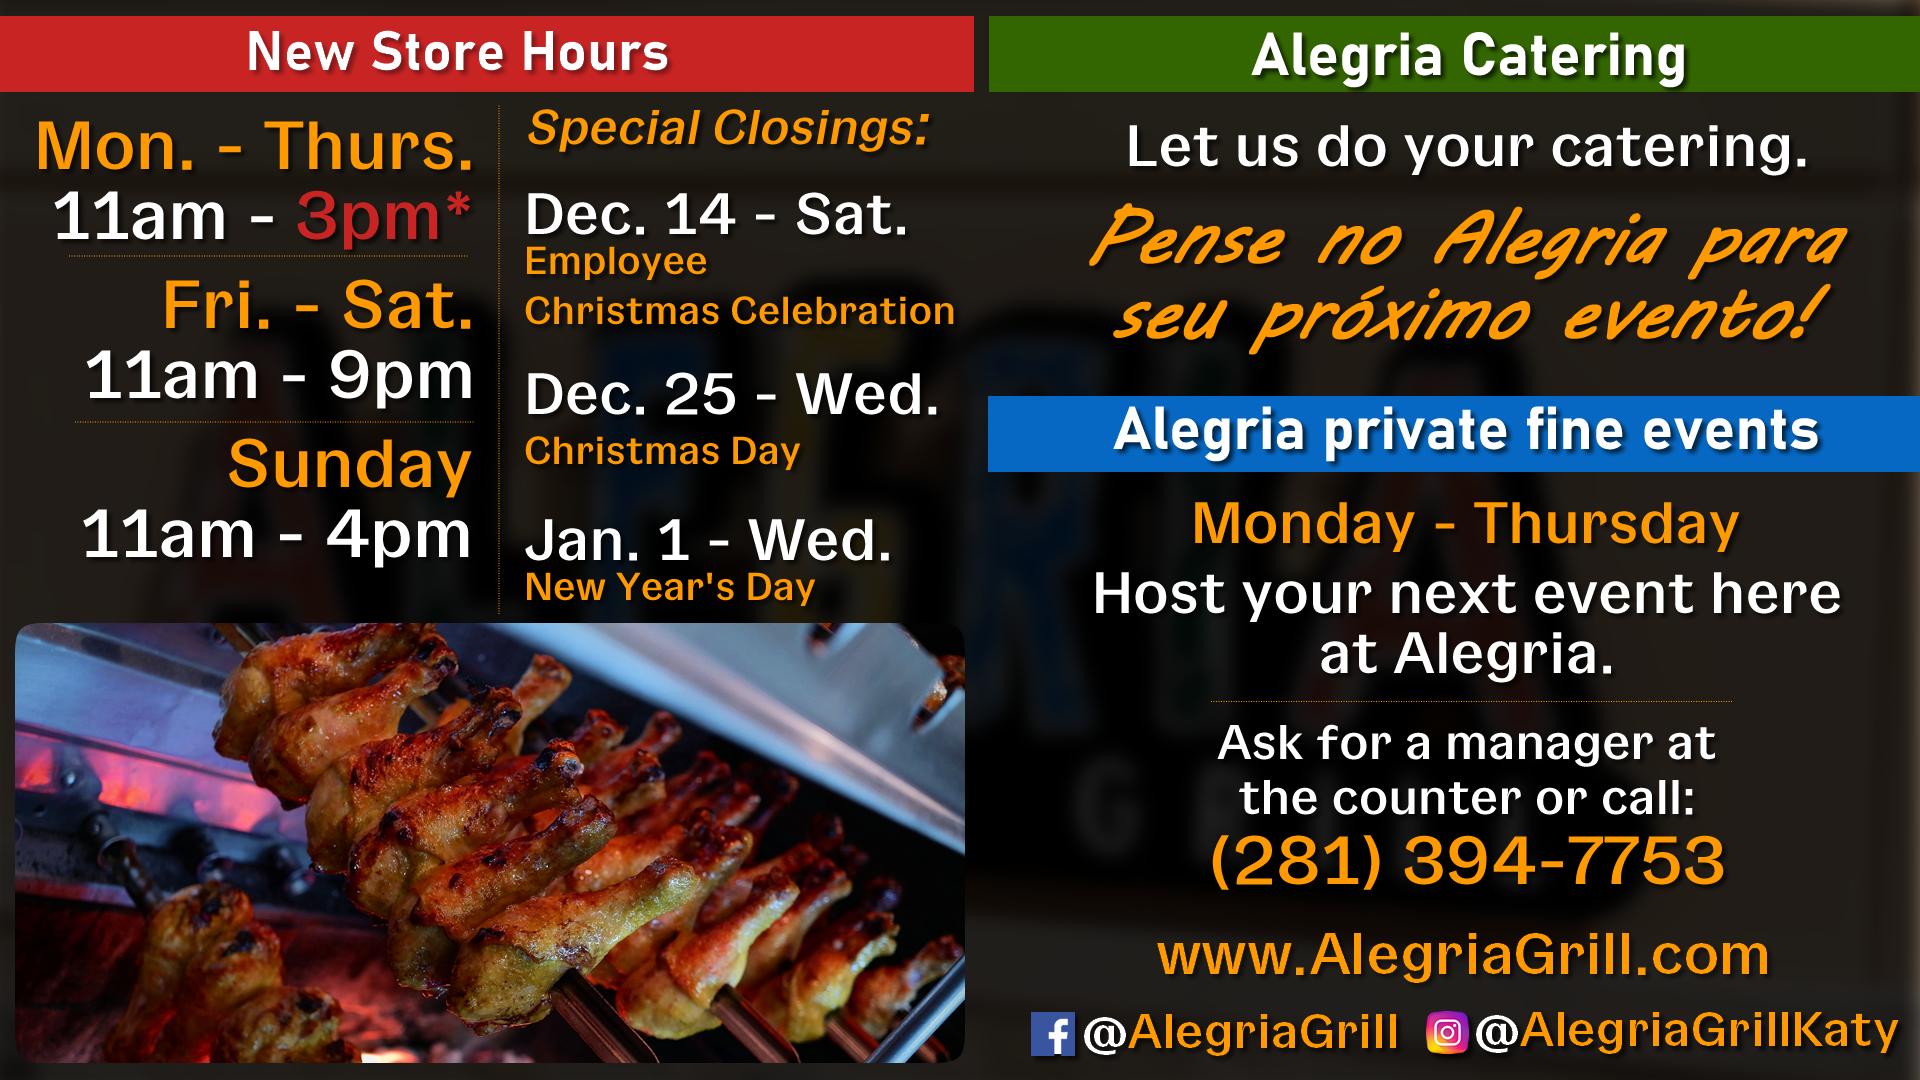 New Store Hours
Mon. - Thurs.
11am - 3pm*
Fri. - Sat.
11am - 9pm
Sunday
11am - 4pm
Special Closings:
Dec. 14 - Sat.
Employee
Christmas Celebration
Dec. 25 - Wed.
Christmas Day
Jan. 1 - Wed.
New Year's Day
Alegria Catering
Let us do your catering.
Pense no Alegria para
seu próximo evento!
Alegria private fine events
Monday - Thursday
Host your next event here
at Alegria.
Ask for a manager at
the counter or call:
(281) 394-7753
www.AlegriaGrill.com
@AlegriaGrill @AlegriaGrillKaty